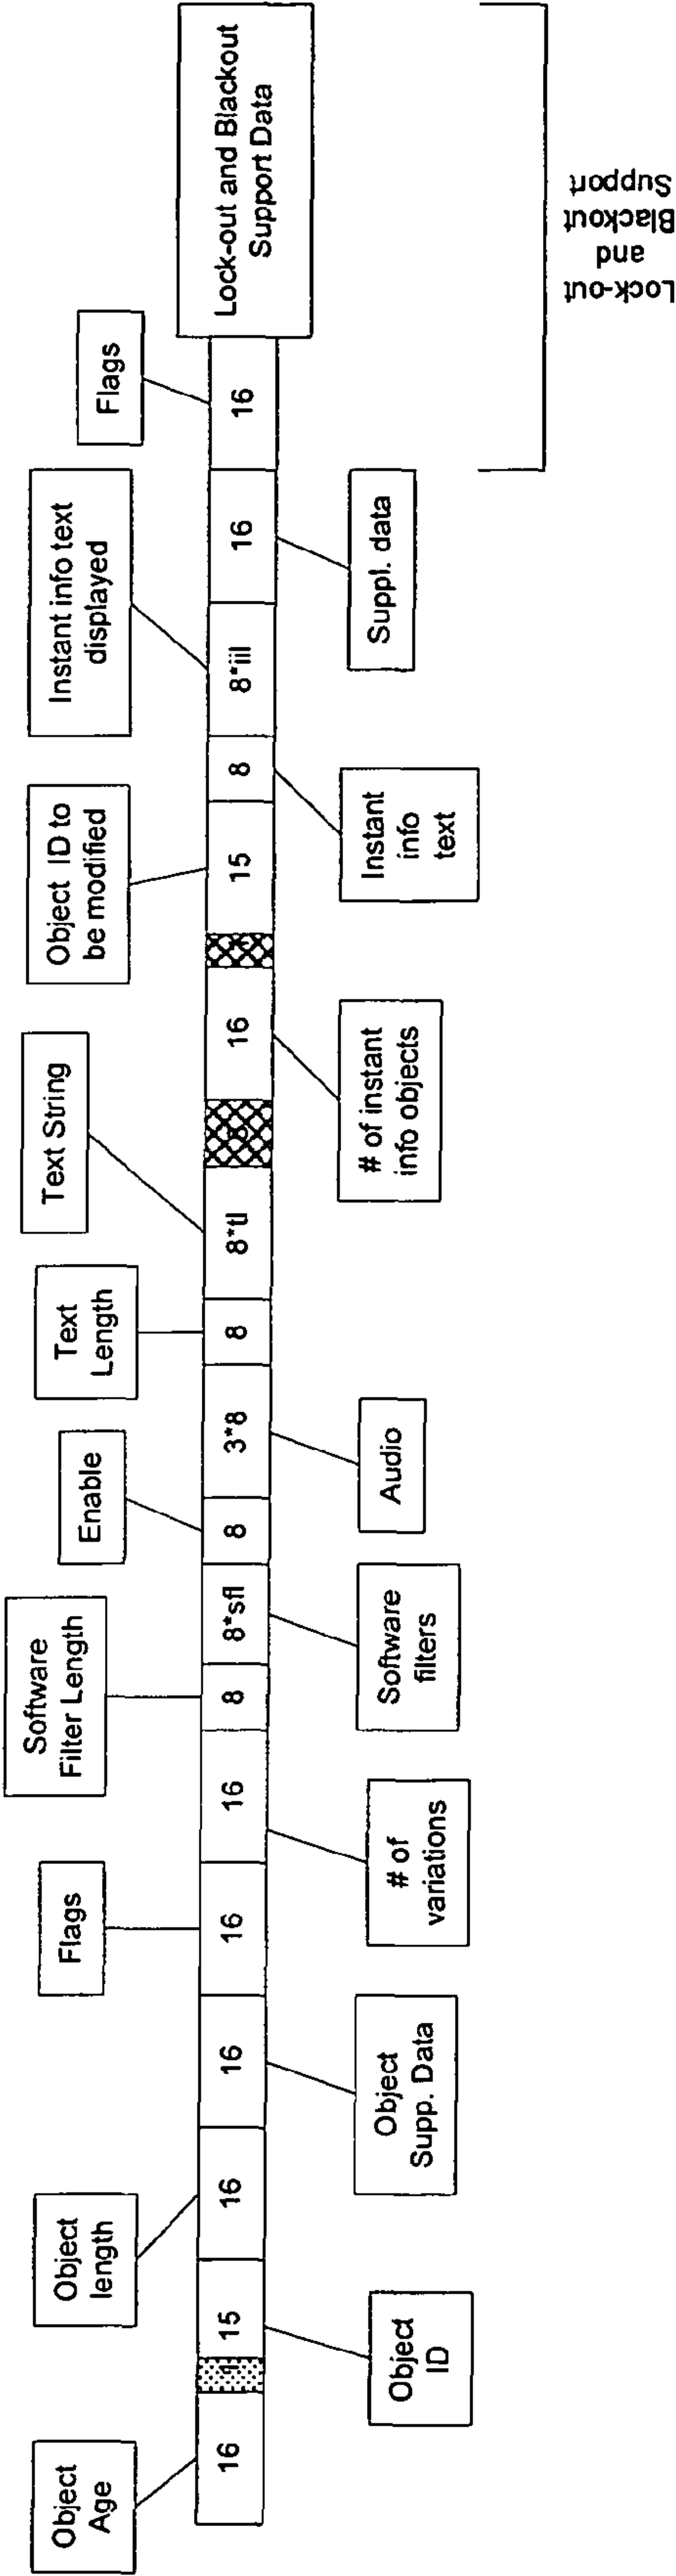 Object
Age
Object
length
Flags
Software
Filter Length
Enable
Text
Length
Text String
Object ID to
be modified
Instant info text
displayed
Flags
16
1
15
16
16
16
16
8
8*sfl
8
3*8
8
8*tl
8
16
1
15
8
8*iil
16
16
Lock-out and Blackout
Support Data
Object
ID
Object
Supp. Data
# of
variations
Software
filters
Audio
# of instant
info objects
Instant
info
text
Suppl. data
Lock-out
and
Blackout
Support